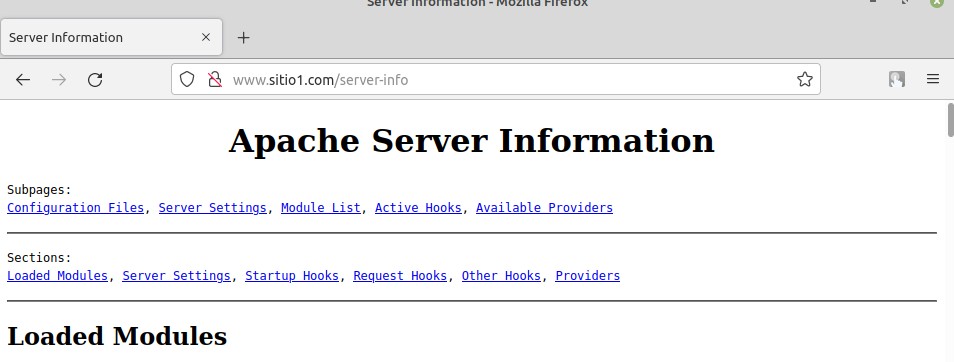 Server Information - Mozilla Firefox
Server Information
www.sitio1.com/server-info
Apache Server Information
Subpages:
Configuration Files, Server Settings, Module List, Active Hooks, Available Providers
Sections:
Loaded Modules, Server Settings, Startup Hooks, Request Hooks, Other Hooks, Providers
Loaded Modules